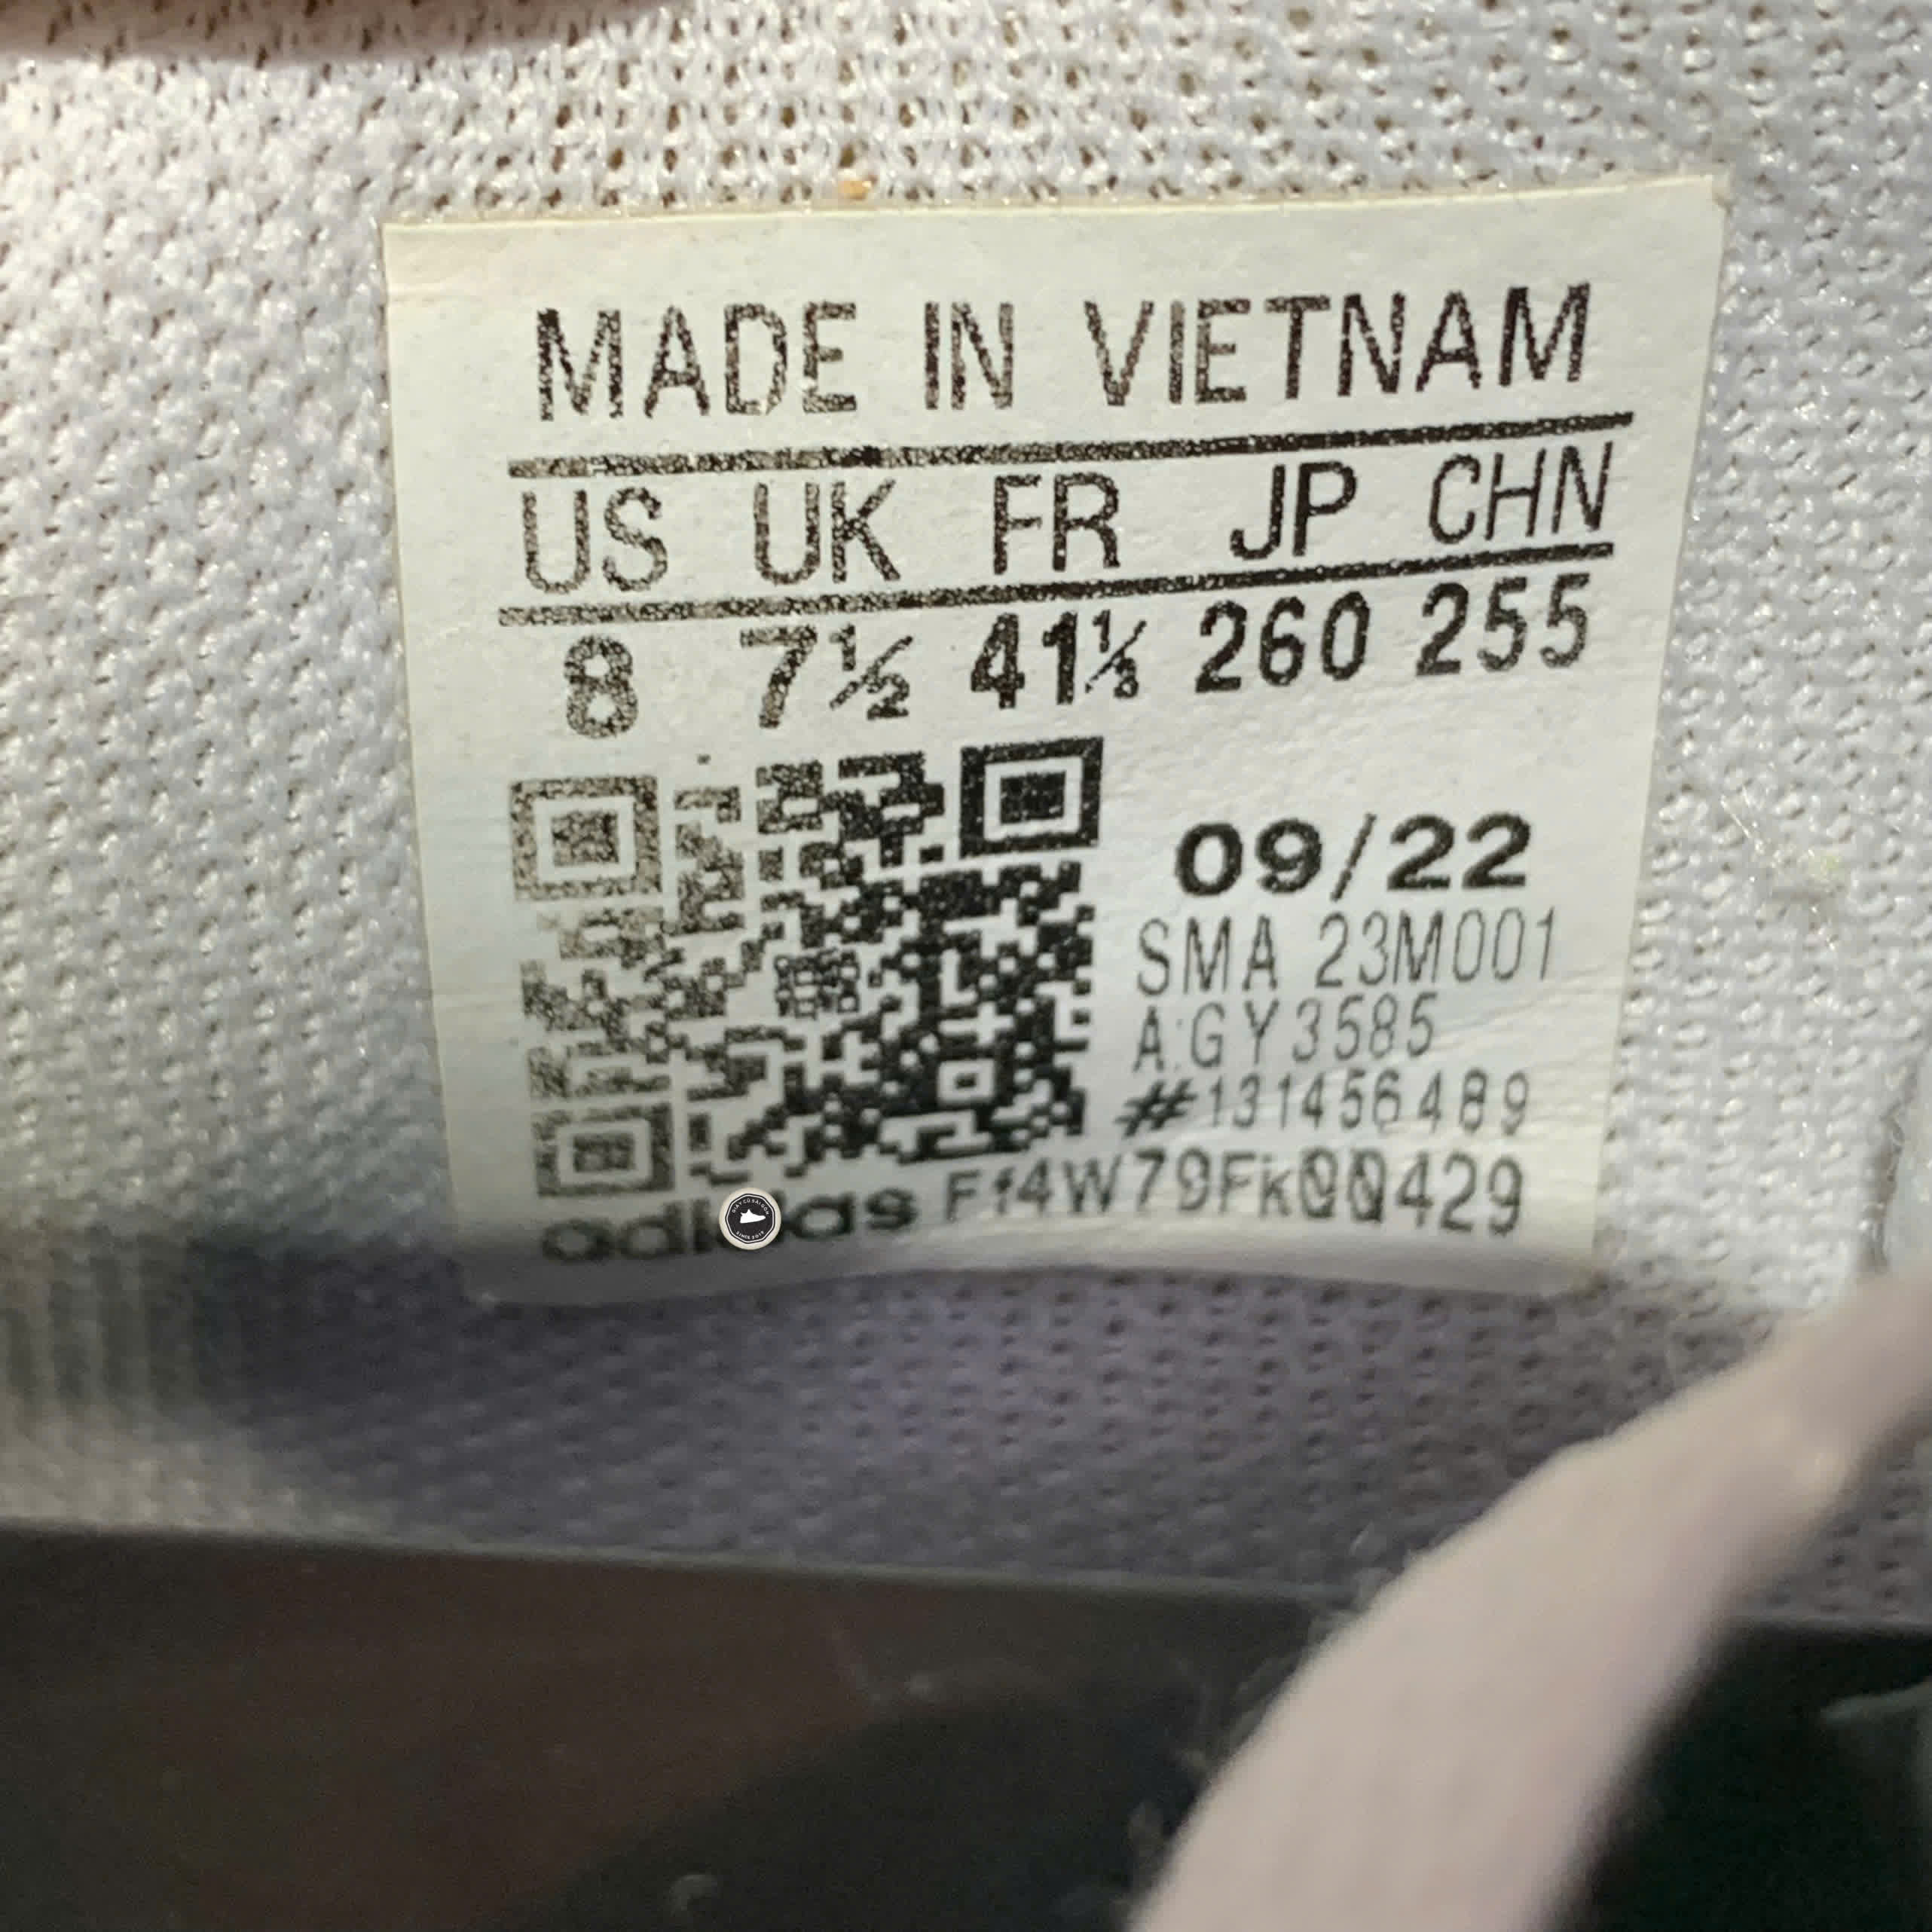 MADE IN VIETNAM
US UK FR JP CHN
8 7½ 41⅓ 260 255
09/22
SMA 23M001
A:GY3585
#131456489
adidas Ff4W79Fk00429